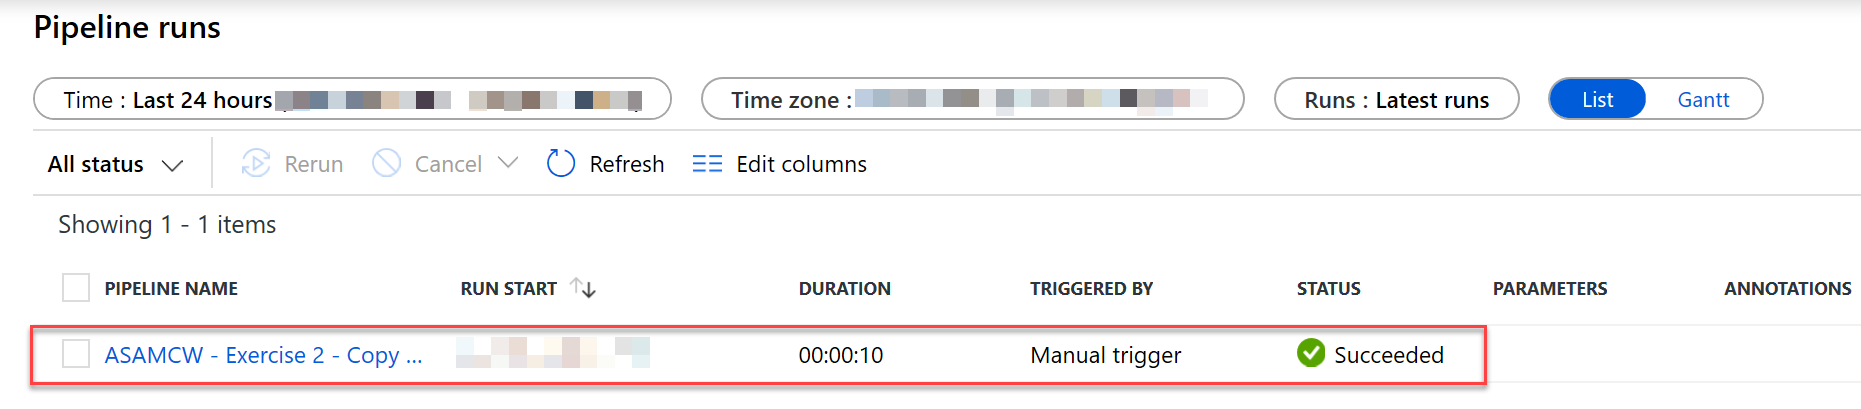 Pipeline runs
Time : Last 24 hours Time zone : Runs : Latest runs List Gantt
All status Rerun Cancel Refresh Edit columns
Showing 1 - 1 items
PIPELINE NAME RUN START DURATION TRIGGERED BY STATUS PARAMETERS ANNOTATIONS
ASAMCW - Exercise 2 - Copy ... 00:00:10 Manual trigger Succeeded